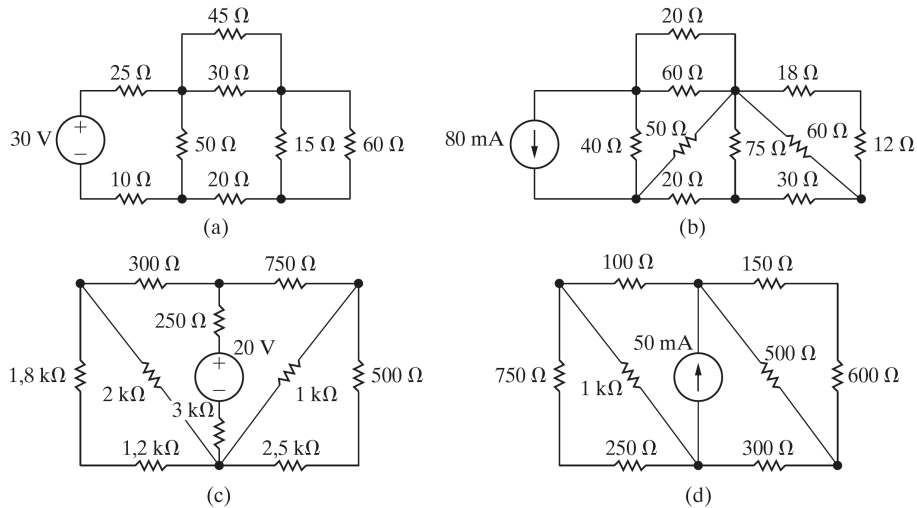 45 Ω
25 Ω 30 Ω
30 V + − 50 Ω 15 Ω 60 Ω
10 Ω 20 Ω
(a)
20 Ω
60 Ω 18 Ω
80 mA 40 Ω 50 Ω 75 Ω 60 Ω 12 Ω
20 Ω 30 Ω
(b)
300 Ω 750 Ω
250 Ω
20 V
+ −
1,8 kΩ 2 kΩ 3 kΩ 1 kΩ 500 Ω
1,2 kΩ 2,5 kΩ
(c)
100 Ω 150 Ω
50 mA 500 Ω
750 Ω 1 kΩ 600 Ω
250 Ω 300 Ω
(d)